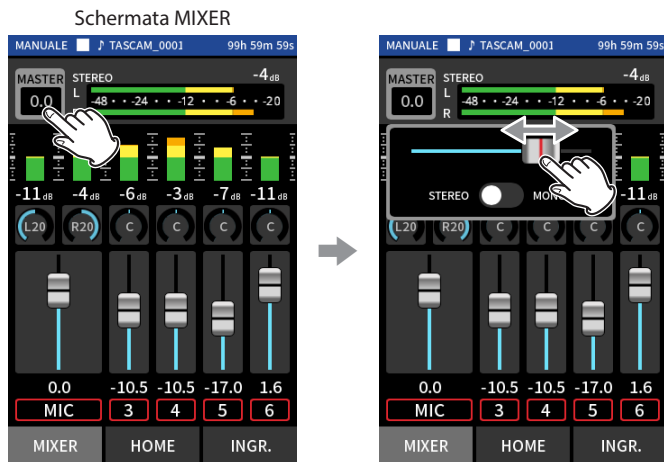 Schermata MIXER
MANUALE ♪ TASCAM_0001 99h 59m 59s
MASTER STEREO -4dB
0.0
L
-48 · · -24 · · -12 · · -6 · · -20
-11dB -4dB -6dB -3dB -7dB -11dB
L20 R20 C C C C
0.0 -10.5 -10.5 -17.0 1.6
MIC 3 4 5 6
MIXER HOME INGR.
MANUALE ♪ TASCAM_0001 99h 59m 59s
MASTER STEREO -4dB
0.0
L
-48 · · -24 · · -12 · · -6 · · -20
R
STEREO MON
-11dB
L20 R20 C C C C
0.0 -10.5 -10.5 -17.0 1.6
MIC 3 4 5 6
MIXER HOME INGR.